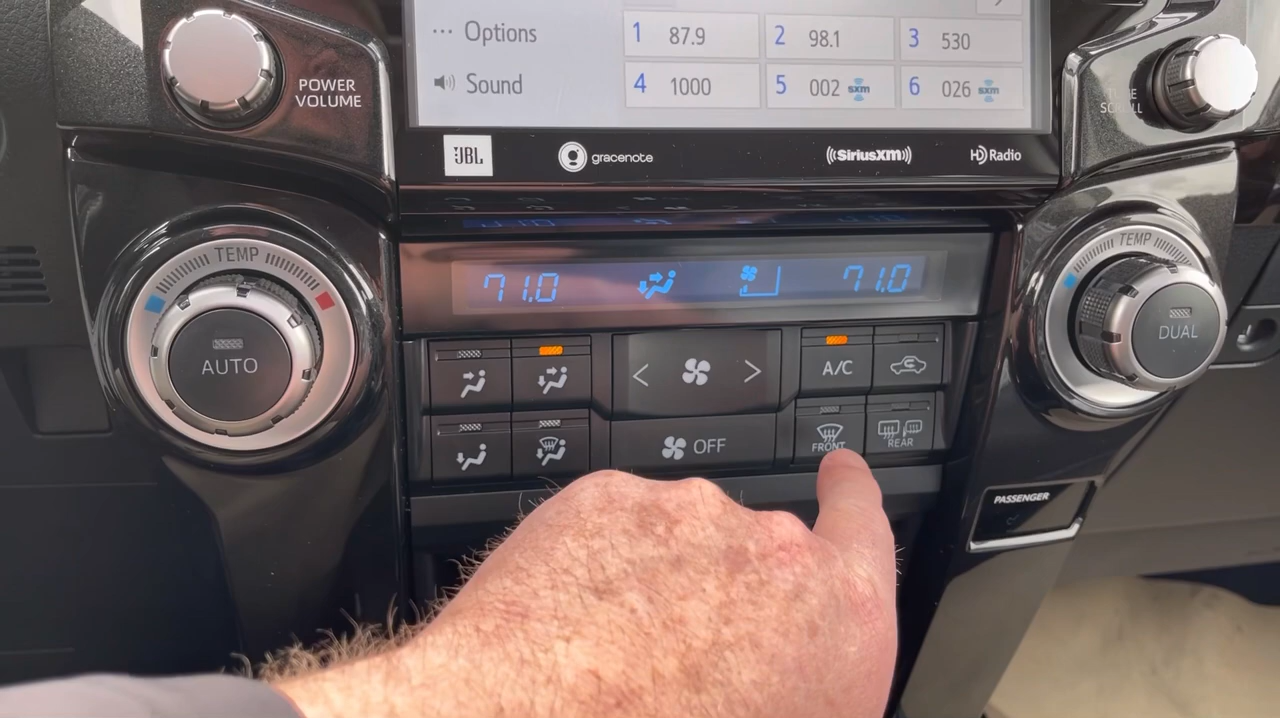 Options
1 87.9
2 98.1
3 530
Sound
4 1000
5 002 sxm
6 026 sxm
POWER
VOLUME
TUNE
SCROLL
JBL
gracenote
SiriusXM
HD Radio
TEMP
AUTO
71.0
71.0
TEMP
DUAL
A/C
OFF
FRONT
REAR
PASSENGER